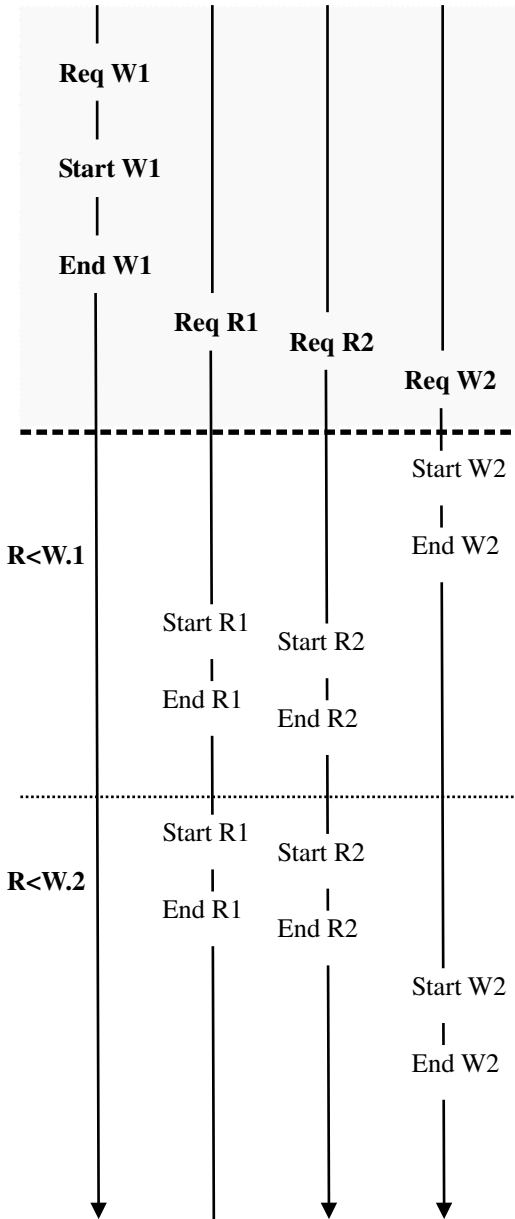 Req W1
Start W1
End W1
Req R1
Req R2
Req W2
Start W2
End W2
R<W.1
Start R1
Start R2
End R1
End R2
Start R1
Start R2
R<W.2
End R1
End R2
Start W2
End W2